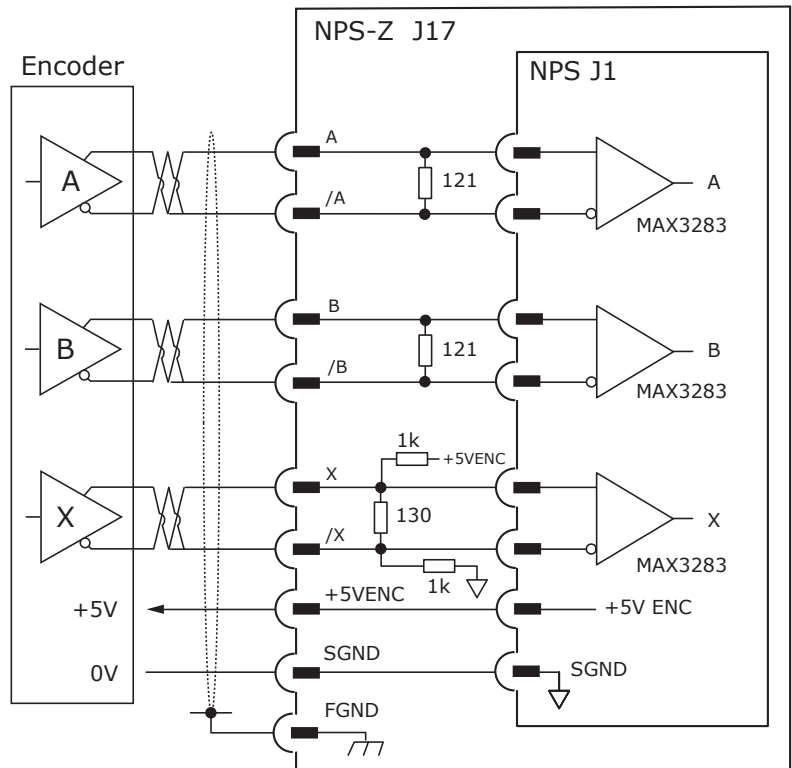 NPS-Z J17
Encoder
NPS J1
A
A
/A
121
A
MAX3283
B
B
/B
121
B
MAX3283
1k
+5VENC
X
X
/X
130
1k
X
MAX3283
+5V
+5VENC
+5V ENC
0V
SGND
SGND
FGND